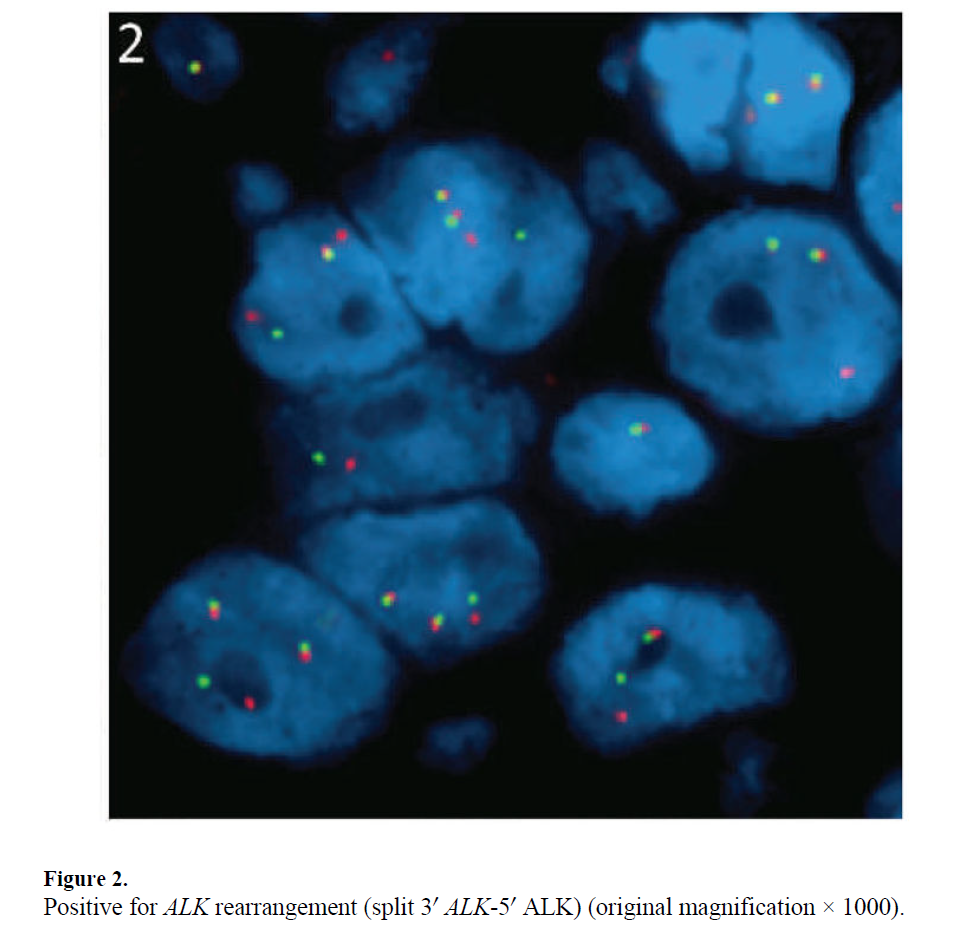 2
Figure 2.
Positive for ALK rearrangement (split 3′ ALK-5′ ALK) (original magnification × 1000).